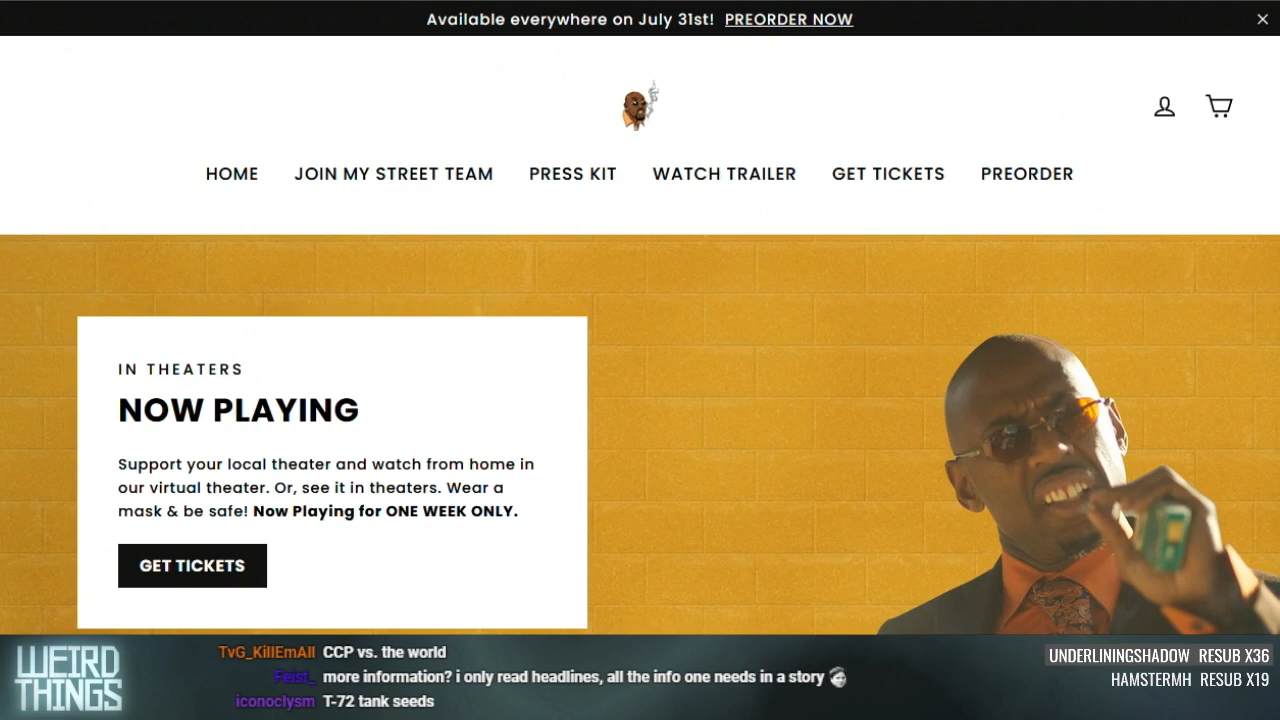 Available everywhere on July 31st! PREORDER NOW
HOME JOIN MY STREET TEAM PRESS KIT WATCH TRAILER GET TICKETS PREORDER
IN THEATERS
NOW PLAYING
Support your local theater and watch from home in
our virtual theater. Or, see it in theaters. Wear a
mask & be safe! Now Playing for ONE WEEK ONLY.
GET TICKETS
WEIRD
THINGS
TvG_KillEmAll CCP vs. the world
Feist_ more information? i only read headlines, all the info one needs in a story
iconoclysm T-72 tank seeds
UNDERLININGSHADOW RESUB X36
HAMSTERMH RESUB X19